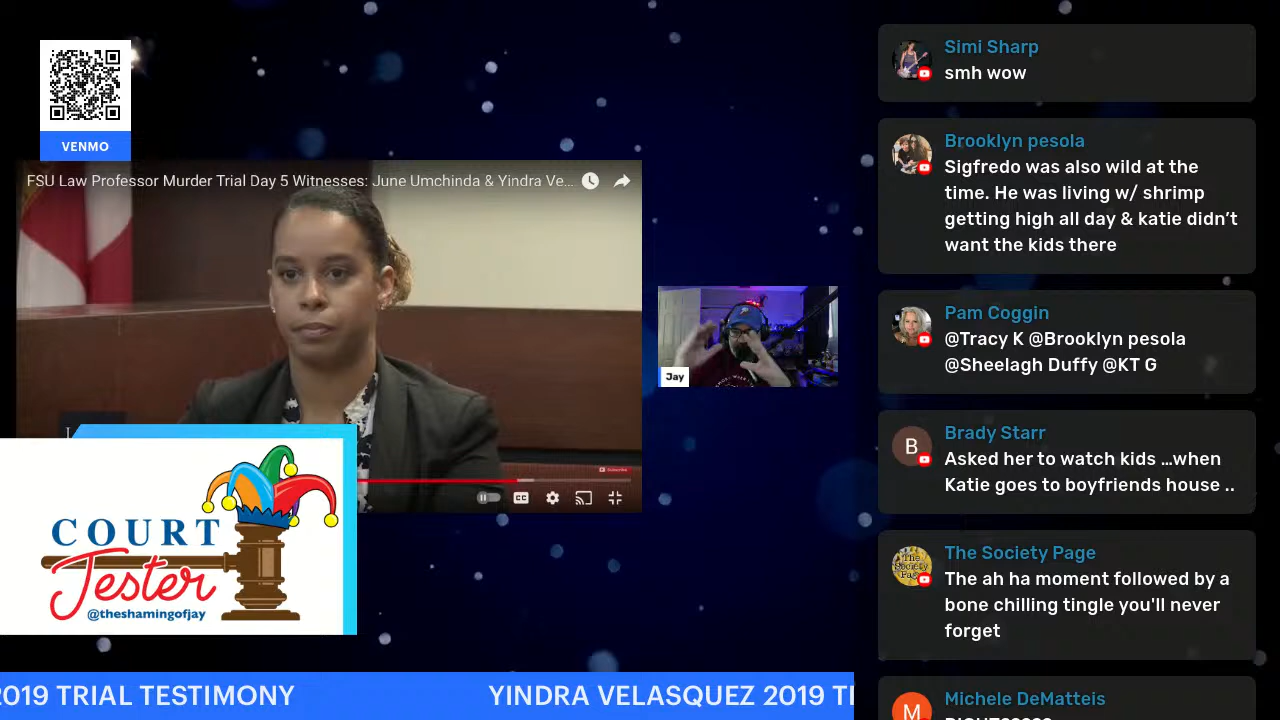 VENMO
FSU Law Professor Murder Trial Day 5 Witnesses: June Umchinda & Yindra Ve...
CC
Jay
COURT
Jester
@theshamingofjay
2019 TRIAL TESTIMONY
YINDRA VELASQUEZ 2019 TI
Simi Sharp
smh wow
Brooklyn pesola
Sigfredo was also wild at the
time. He was living w/ shrimp
getting high all day & katie didn't
want the kids there
Pam Coggin
@Tracy K @Brooklyn pesola
@Sheelagh Duffy @KT G
B
Brady Starr
Asked her to watch kids ...when
Katie goes to boyfriends house ..
The Society Page
The Society Page
The ah ha moment followed by a
bone chilling tingle you'll never
forget
M
Michele DeMatteis